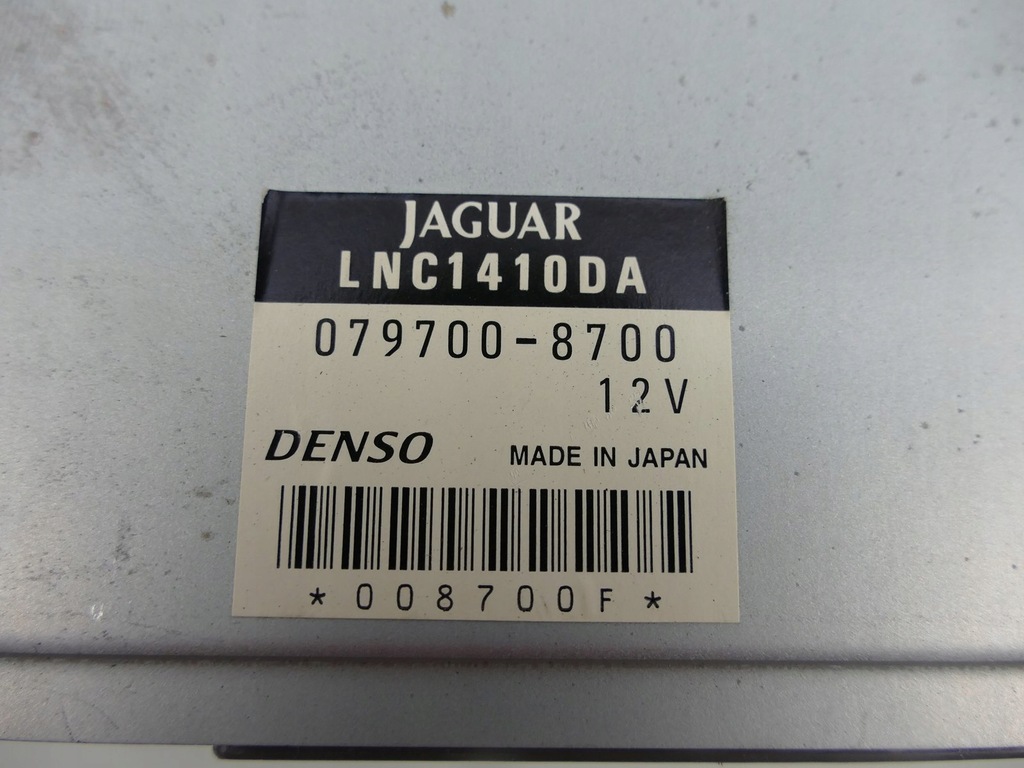 JAGUAR
LNC1410DA
079700-8700
12V
DENSO MADE IN JAPAN
*008700F*